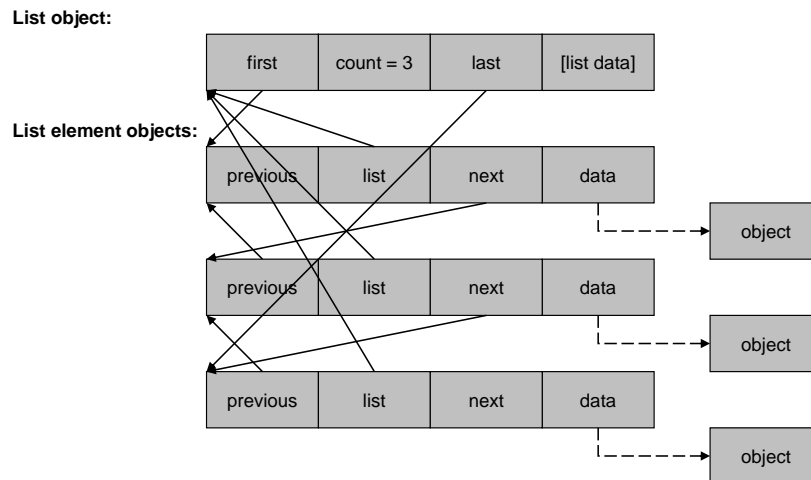 List object:
first count = 3 last [list data]
List element objects:
previous list next data
object
previous list next data
object
previous list next data
object